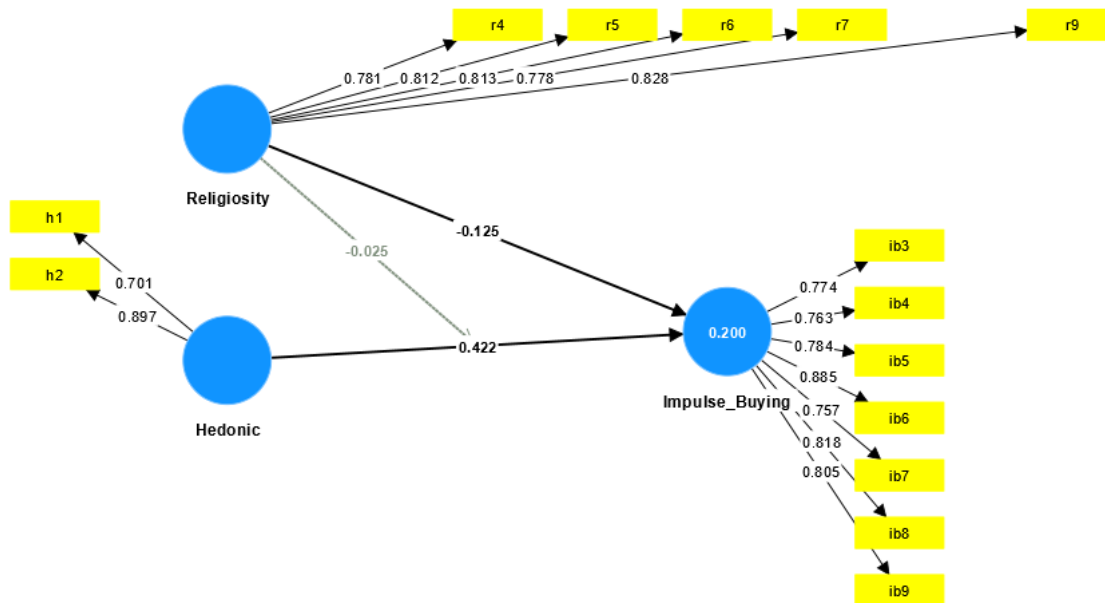 r4
r5
r6
r7
r9
0.781
0.812
0.813
0.778
0.828
Religiosity
h1
h2
0.701
0.897
-0.025
-0.125
0.422
Hedonic
0.200
Impulse_Buying
ib3
0.774
0.763
ib4
0.784
ib5
0.885
ib6
0.757
0.818
0.805
ib7
ib8
ib9